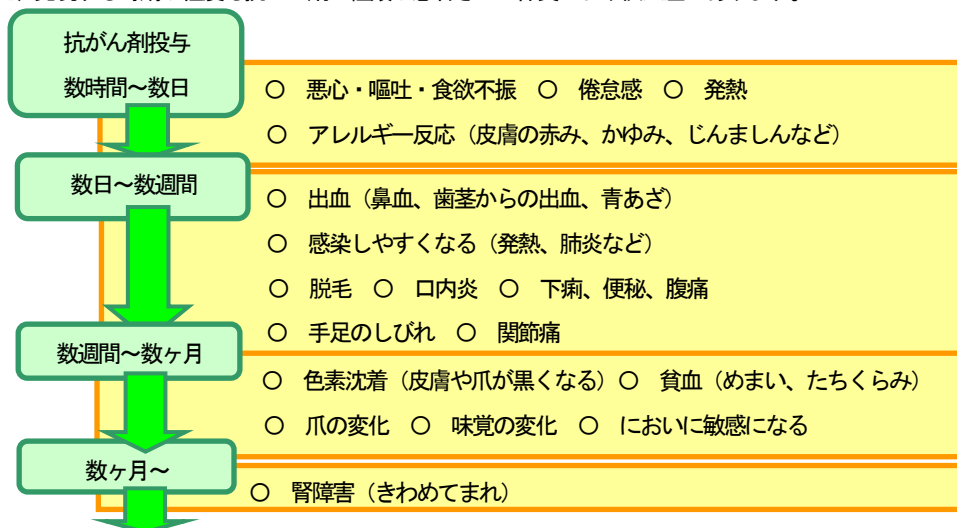 抗がん剤投与
数時間～数日
○ 悪心・嘔吐・食欲不振 ○ 倦怠感 ○ 発熱
○ アレルギー反応（皮膚の赤み、かゆみ、じんましんなど）
数日～数週間
○ 出血（鼻血、歯茎からの出血、青あざ）
○ 感染しやすくなる（発熱、肺炎など）
○ 脱毛 ○ 口内炎 ○ 下痢、便秘、腹痛
○ 手足のしびれ ○ 関節痛
数週間～数ヶ月
○ 色素沈着（皮膚や爪が黒くなる）○ 貧血（めまい、たちくらみ）
○ 爪の変化 ○ 味覚の変化 ○ においに敏感になる
数ヶ月～
○ 腎障害（きわめてまれ）